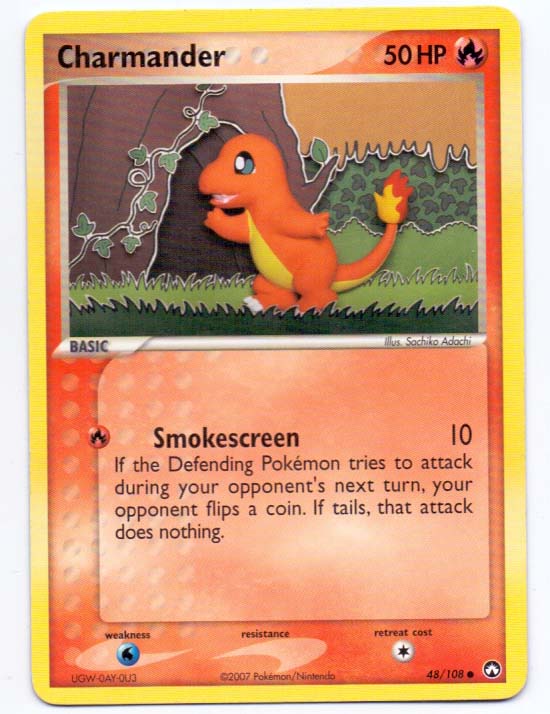 Charmander 50 HP
BASIC Illus. Sachiko Adachi
Smokescreen 10
If the Defending Pokémon tries to attack
during your opponent's next turn, your
opponent flips a coin. If tails, that attack
does nothing.
weakness resistance retreat cost
UGW-0AY-0U3 ©2007 Pokémon/Nintendo 48/108